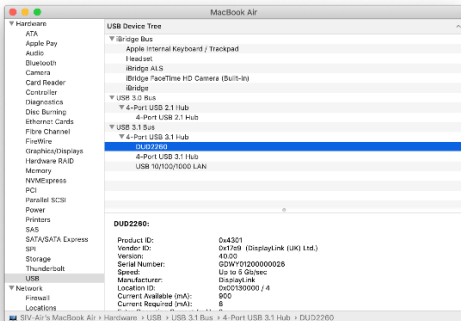 MacBook Air
Hardware
ATA
Apple Pay
Audio
Bluetooth
Camera
Card Reader
Controller
Diagnostics
Disc Burning
Ethernet Cards
Fibre Channel
FireWire
Graphics/Displays
Hardware RAID
Memory
NVMExpress
PCI
Parallel SCSI
Power
Printers
SAS
SATA/SATA Express
SPI
Storage
Thunderbolt
USB
Network
Firewall
Locations
USB Device Tree
iBridge Bus
Apple Internal Keyboard / Trackpad
Headset
iBridge ALS
iBridge FaceTime HD Camera (Built-in)
iBridge
USB 3.0 Bus
4-Port USB 2.1 Hub
4-Port USB 2.1 Hub
USB 3.1 Bus
4-Port USB 3.1 Hub
DUD2260
4-Port USB 3.1 Hub
USB 10/100/1000 LAN
DUD2260:
Product ID: 0x4301
Vendor ID: 0x17e9 (DisplayLink (UK) Ltd.)
Version: 40.00
Serial Number: GDWY01200000026
Speed: Up to 5 Gb/sec
Manufacturer: DisplayLink
Location ID: 0x00130000 / 4
Current Available (mA): 900
Current Required (mA): 8
SIV-Air's MacBook Air › Hardware › USB › USB 3.1 Bus › 4-Port USB 3.1 Hub › DUD2260